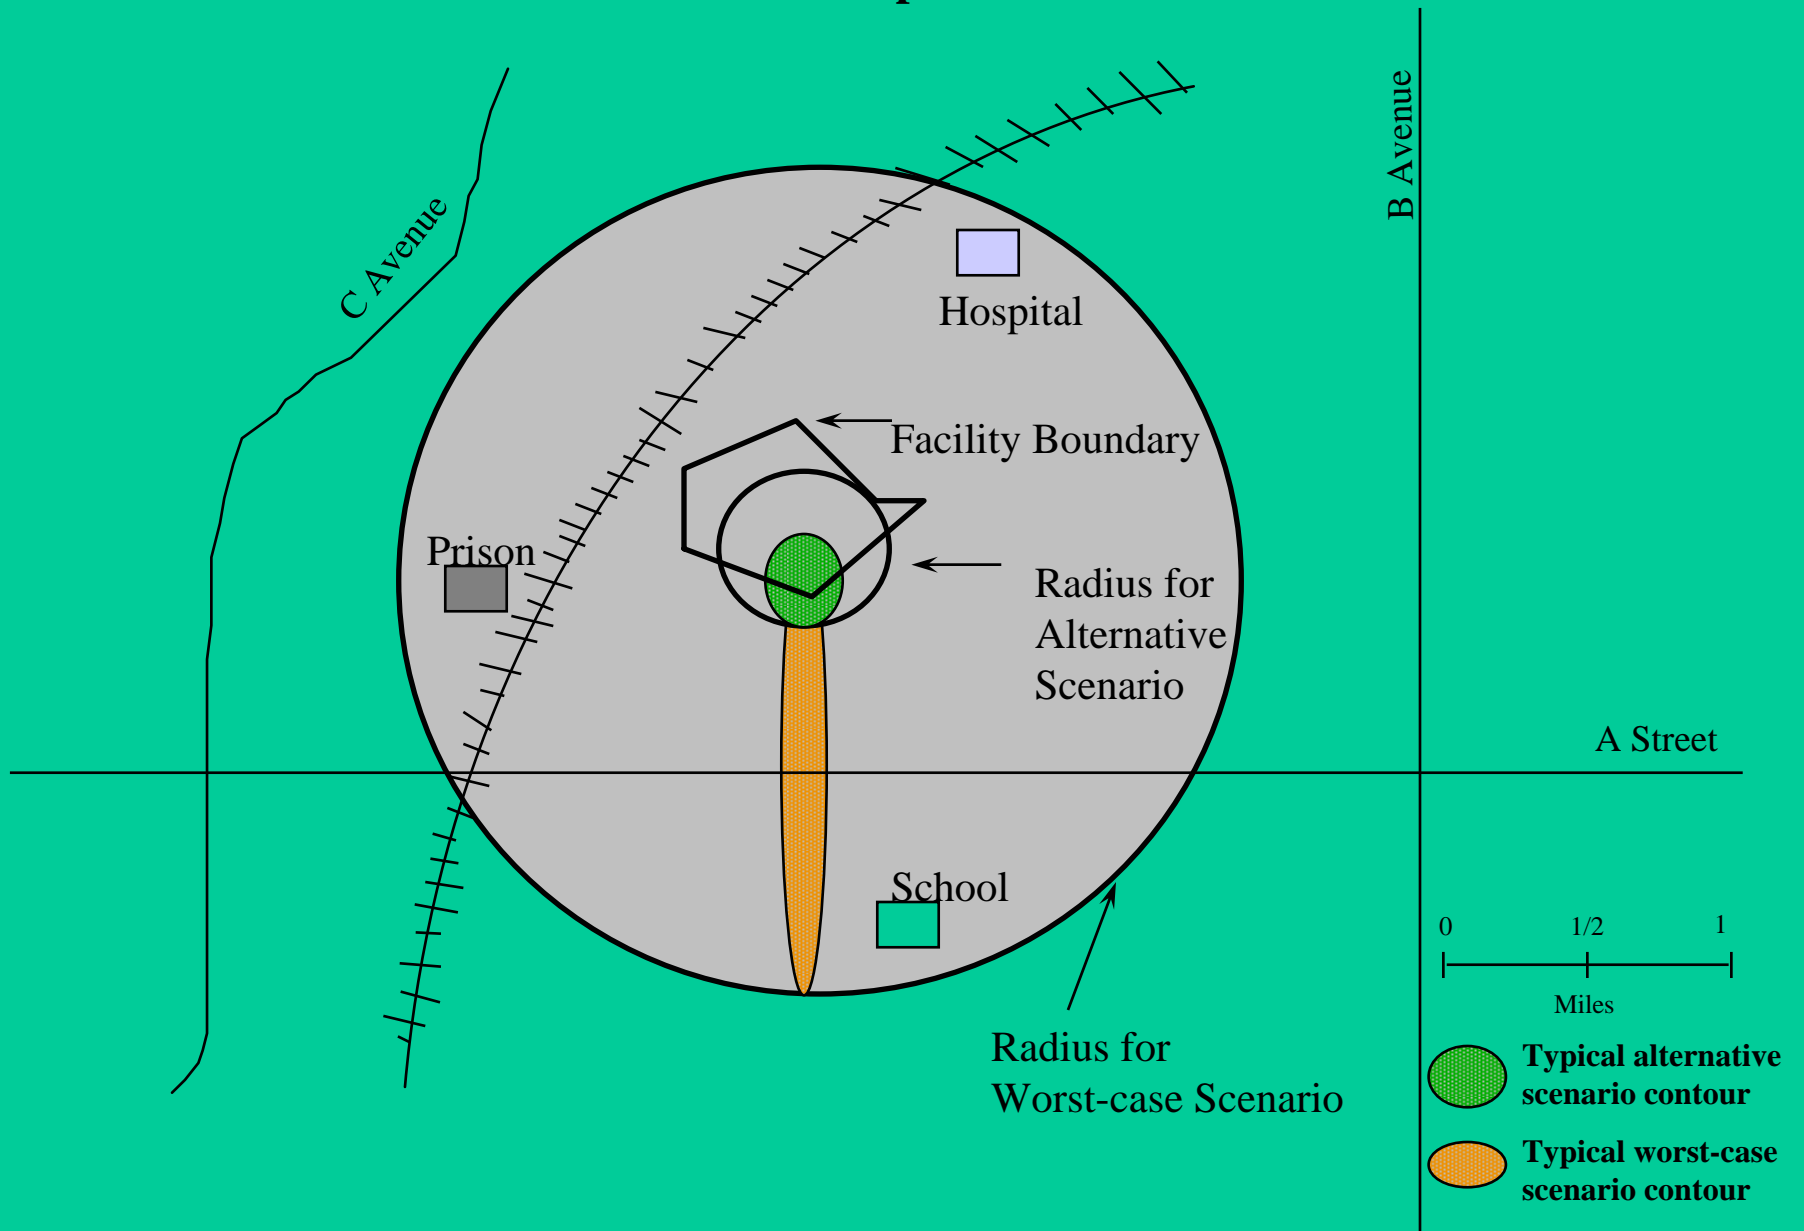 B Avenue
C Avenue
Hospital
Facility Boundary
Prison
Radius for
Alternative
Scenario
A Street
School
0 1/2 1
Miles
Radius for
Worst-case Scenario
Typical alternative
scenario contour
Typical worst-case
scenario contour